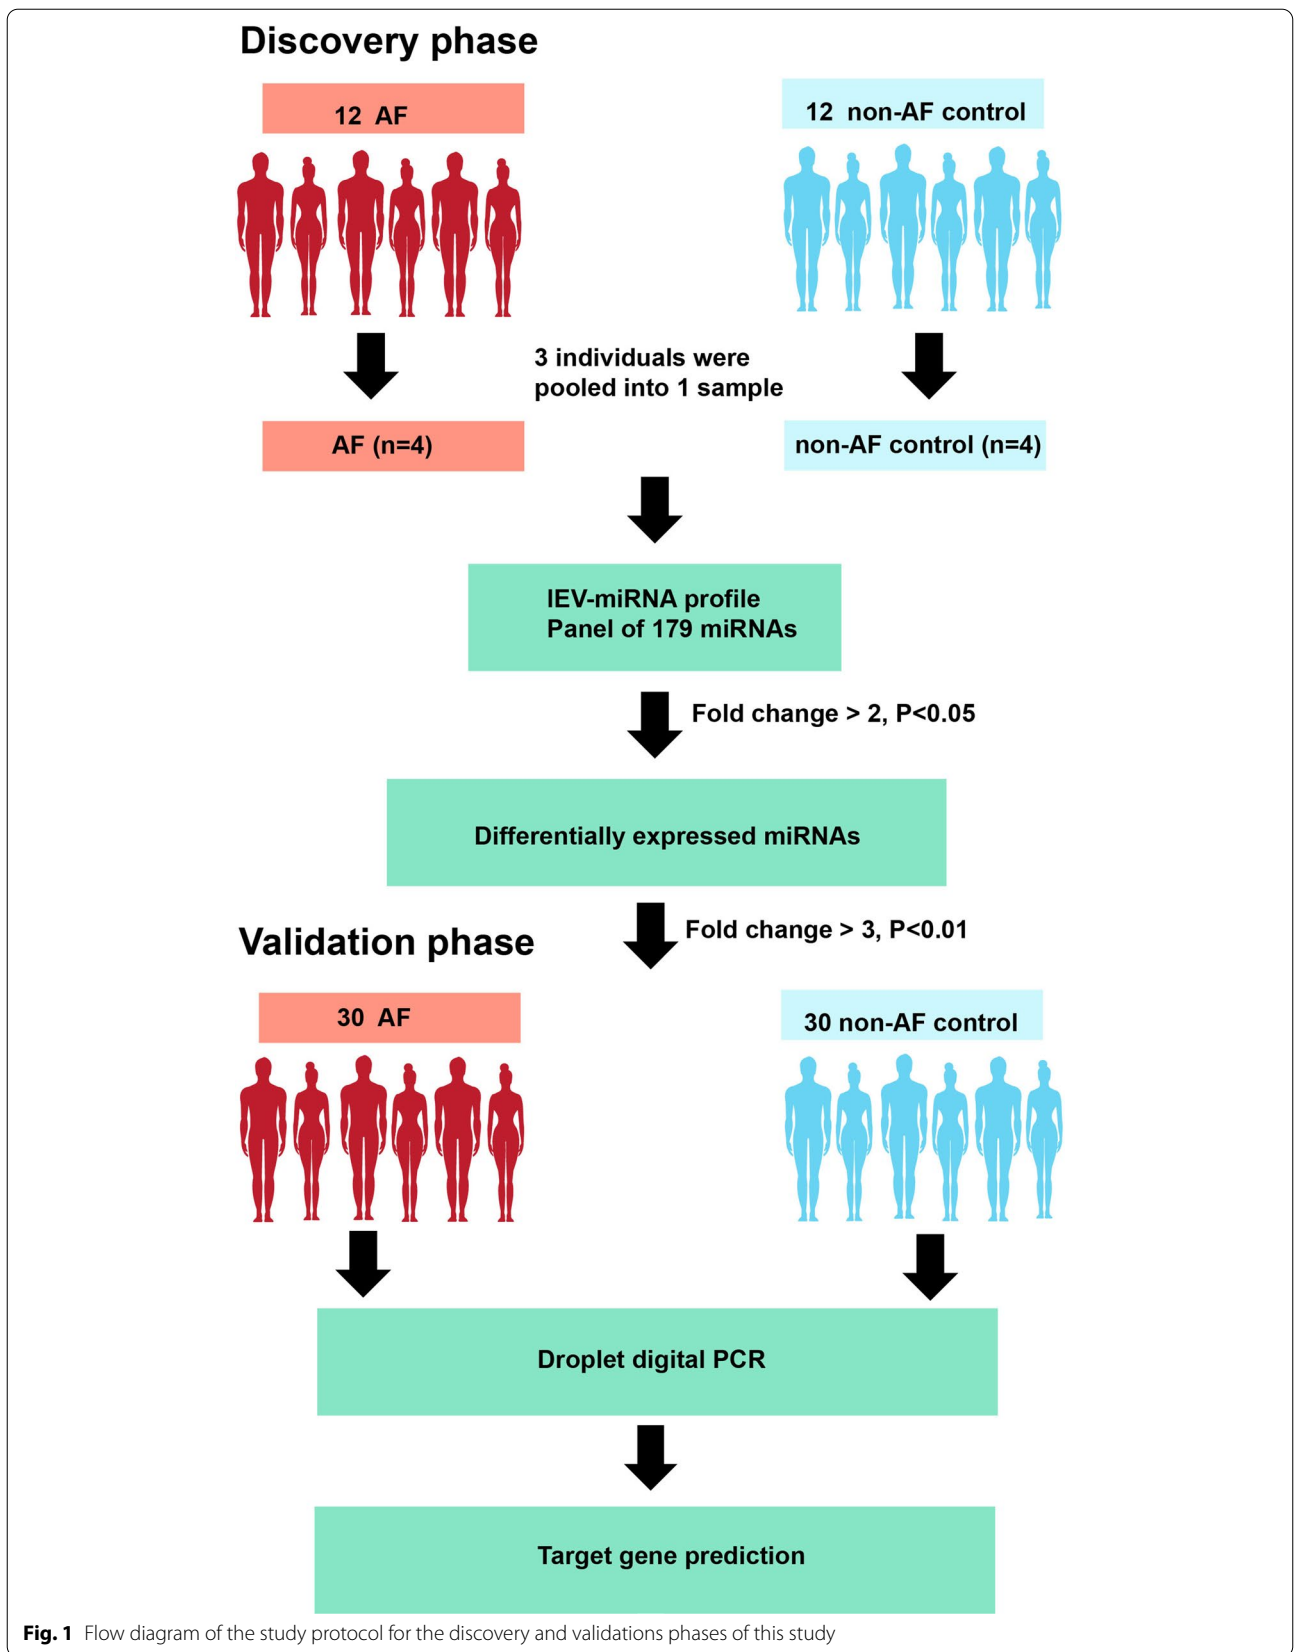 Discovery phase
12 AF
12 non-AF control
3 individuals were
pooled into 1 sample
AF (n=4)
non-AF control (n=4)
lEV-miRNA profile
Panel of 179 miRNAs
Fold change > 2, P<0.05
Differentially expressed miRNAs
Fold change > 3, P<0.01
Validation phase
30 AF
30 non-AF control
Droplet digital PCR
Target gene prediction
Fig. 1 Flow diagram of the study protocol for the discovery and validations phases of this study